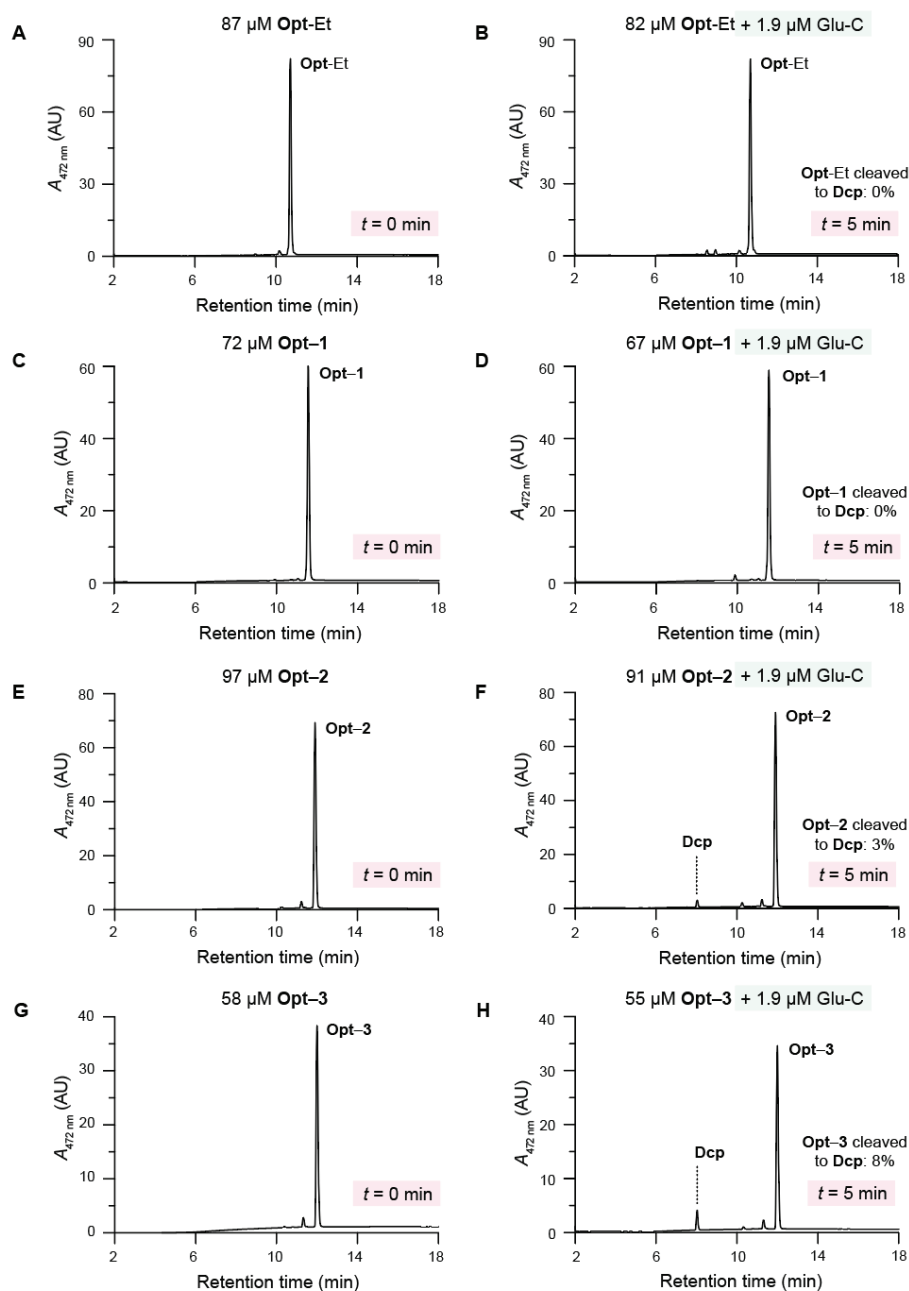 A
87 µM Opt-Et
A472 nm (AU)
90
60
30
0
Opt-Et
t = 0 min
2 6 10 14 18
Retention time (min)
B
82 µM Opt-Et + 1.9 µM Glu-C
A472 nm (AU)
90
60
30
0
Opt-Et
Opt-Et cleaved
to Dcp: 0%
t = 5 min
2 6 10 14 18
Retention time (min)
C
72 µM Opt–1
A472 nm (AU)
60
40
20
0
Opt–1
t = 0 min
2 6 10 14 18
Retention time (min)
D
67 µM Opt–1 + 1.9 µM Glu-C
A472 nm (AU)
60
40
20
0
Opt–1
Opt–1 cleaved
to Dcp: 0%
t = 5 min
2 6 10 14 18
Retention time (min)
E
97 µM Opt–2
A472 nm (AU)
80
60
40
20
0
Opt–2
t = 0 min
2 6 10 14 18
Retention time (min)
F
91 µM Opt–2 + 1.9 µM Glu-C
A472 nm (AU)
80
60
40
20
0
Opt–2
Dcp
Opt–2 cleaved
to Dcp: 3%
t = 5 min
2 6 10 14 18
Retention time (min)
G
58 µM Opt–3
A472 nm (AU)
40
30
20
10
0
Opt–3
t = 0 min
2 6 10 14 18
Retention time (min)
H
55 µM Opt–3 + 1.9 µM Glu-C
A472 nm (AU)
40
30
20
10
0
Opt–3
Dcp
Opt–3 cleaved
to Dcp: 8%
t = 5 min
2 6 10 14 18
Retention time (min)